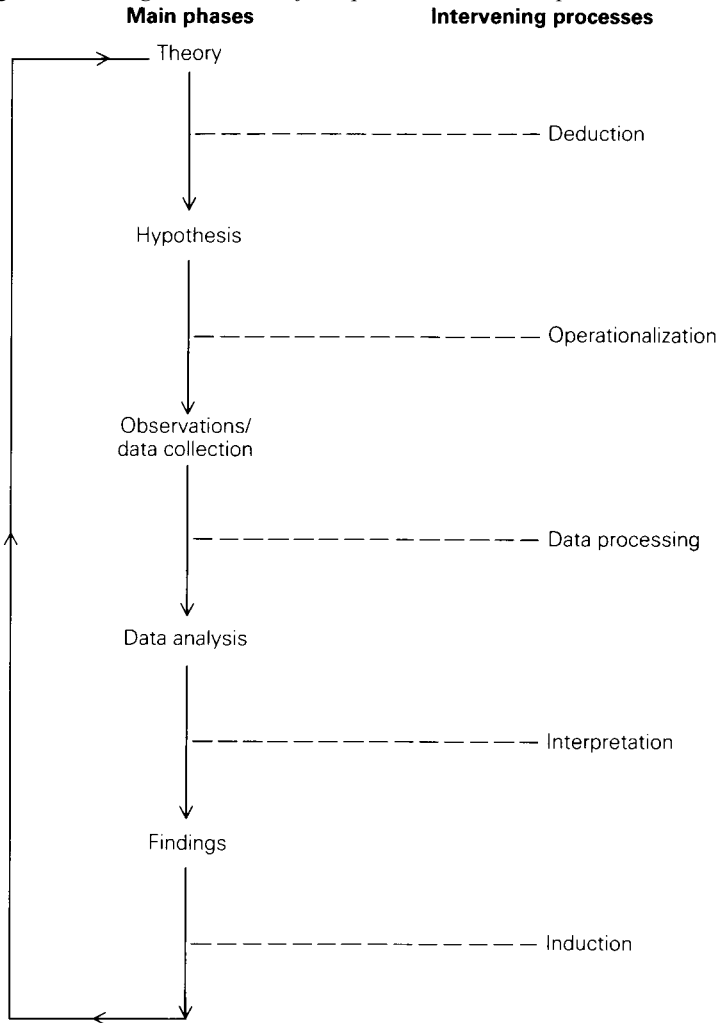 Main phases Intervening processes
Theory
Deduction
Hypothesis
Operationalization
Observations/
data collection
Data processing
Data analysis
Interpretation
Findings
Induction